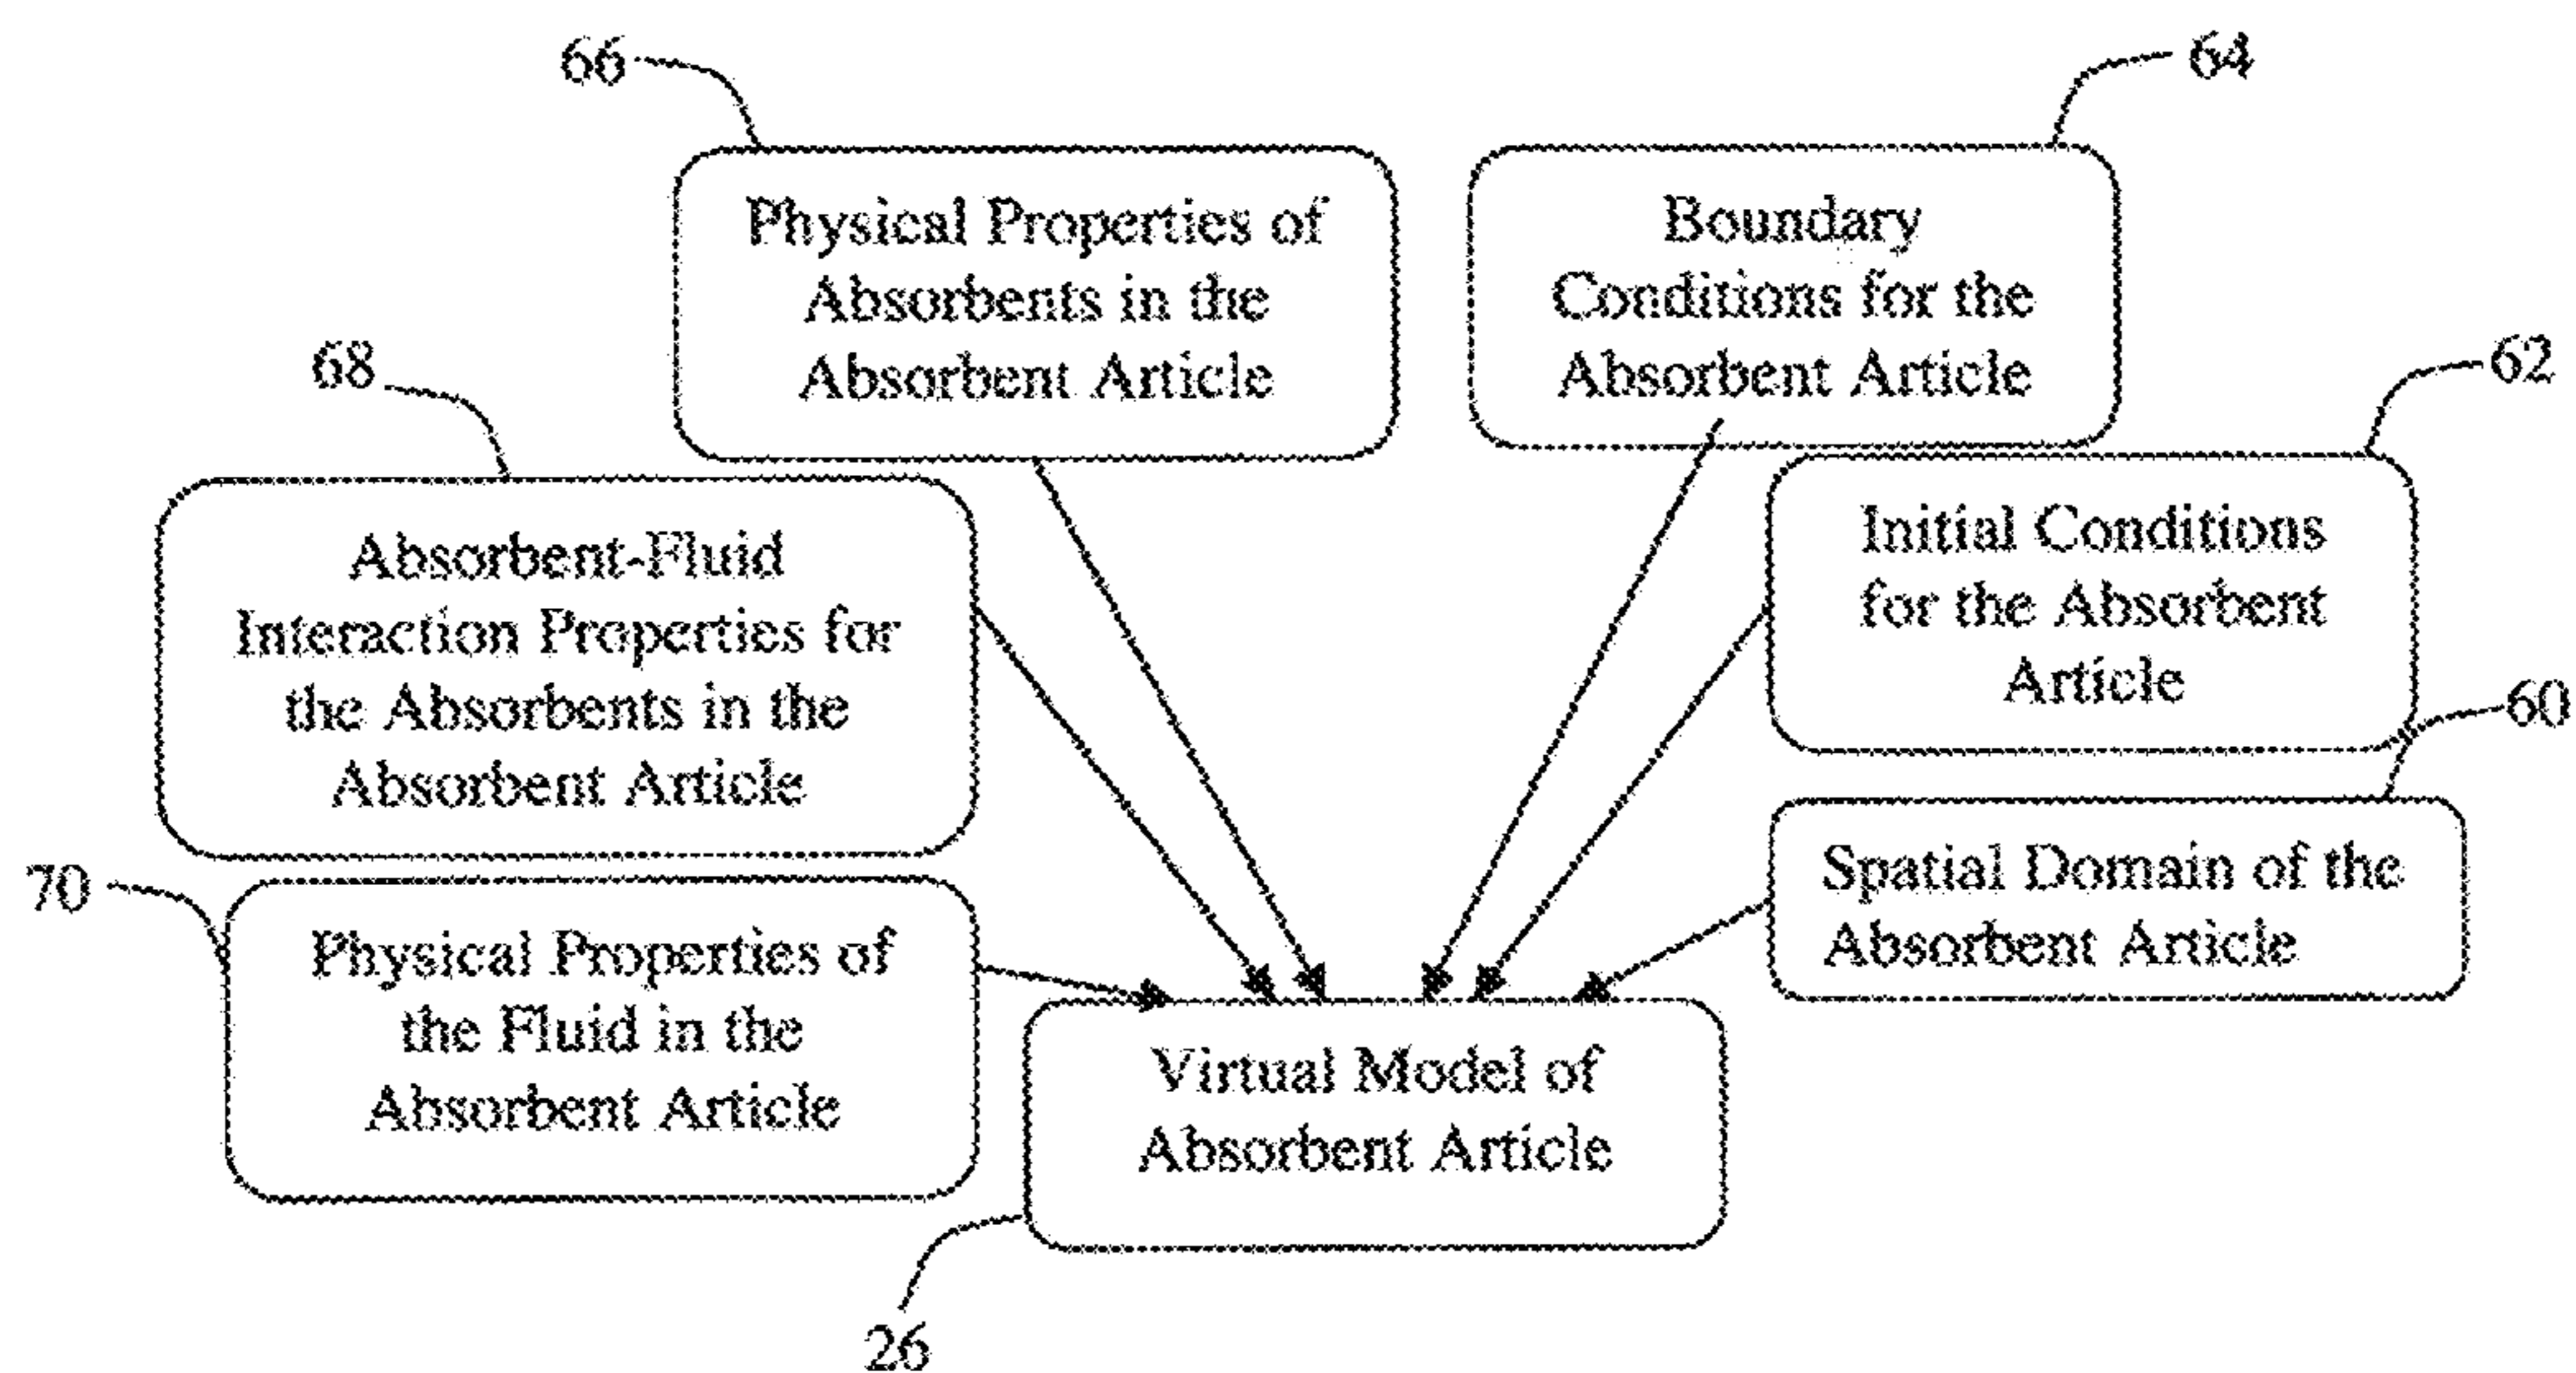 66
64
Physical Properties of
Absorbents in the
Absorbent Article
Boundary
Conditions for the
Absorbent Article
68
62
Absorbent-Fluid
Interaction Properties for
the Absorbents in the
Absorbent Article
Initial Conditions
for the Absorbent
Article
60
70
Physical Properties of
the Fluid in the
Absorbent Article
Spatial Domain of the
Absorbent Article
Virtual Model of
Absorbent Article
26